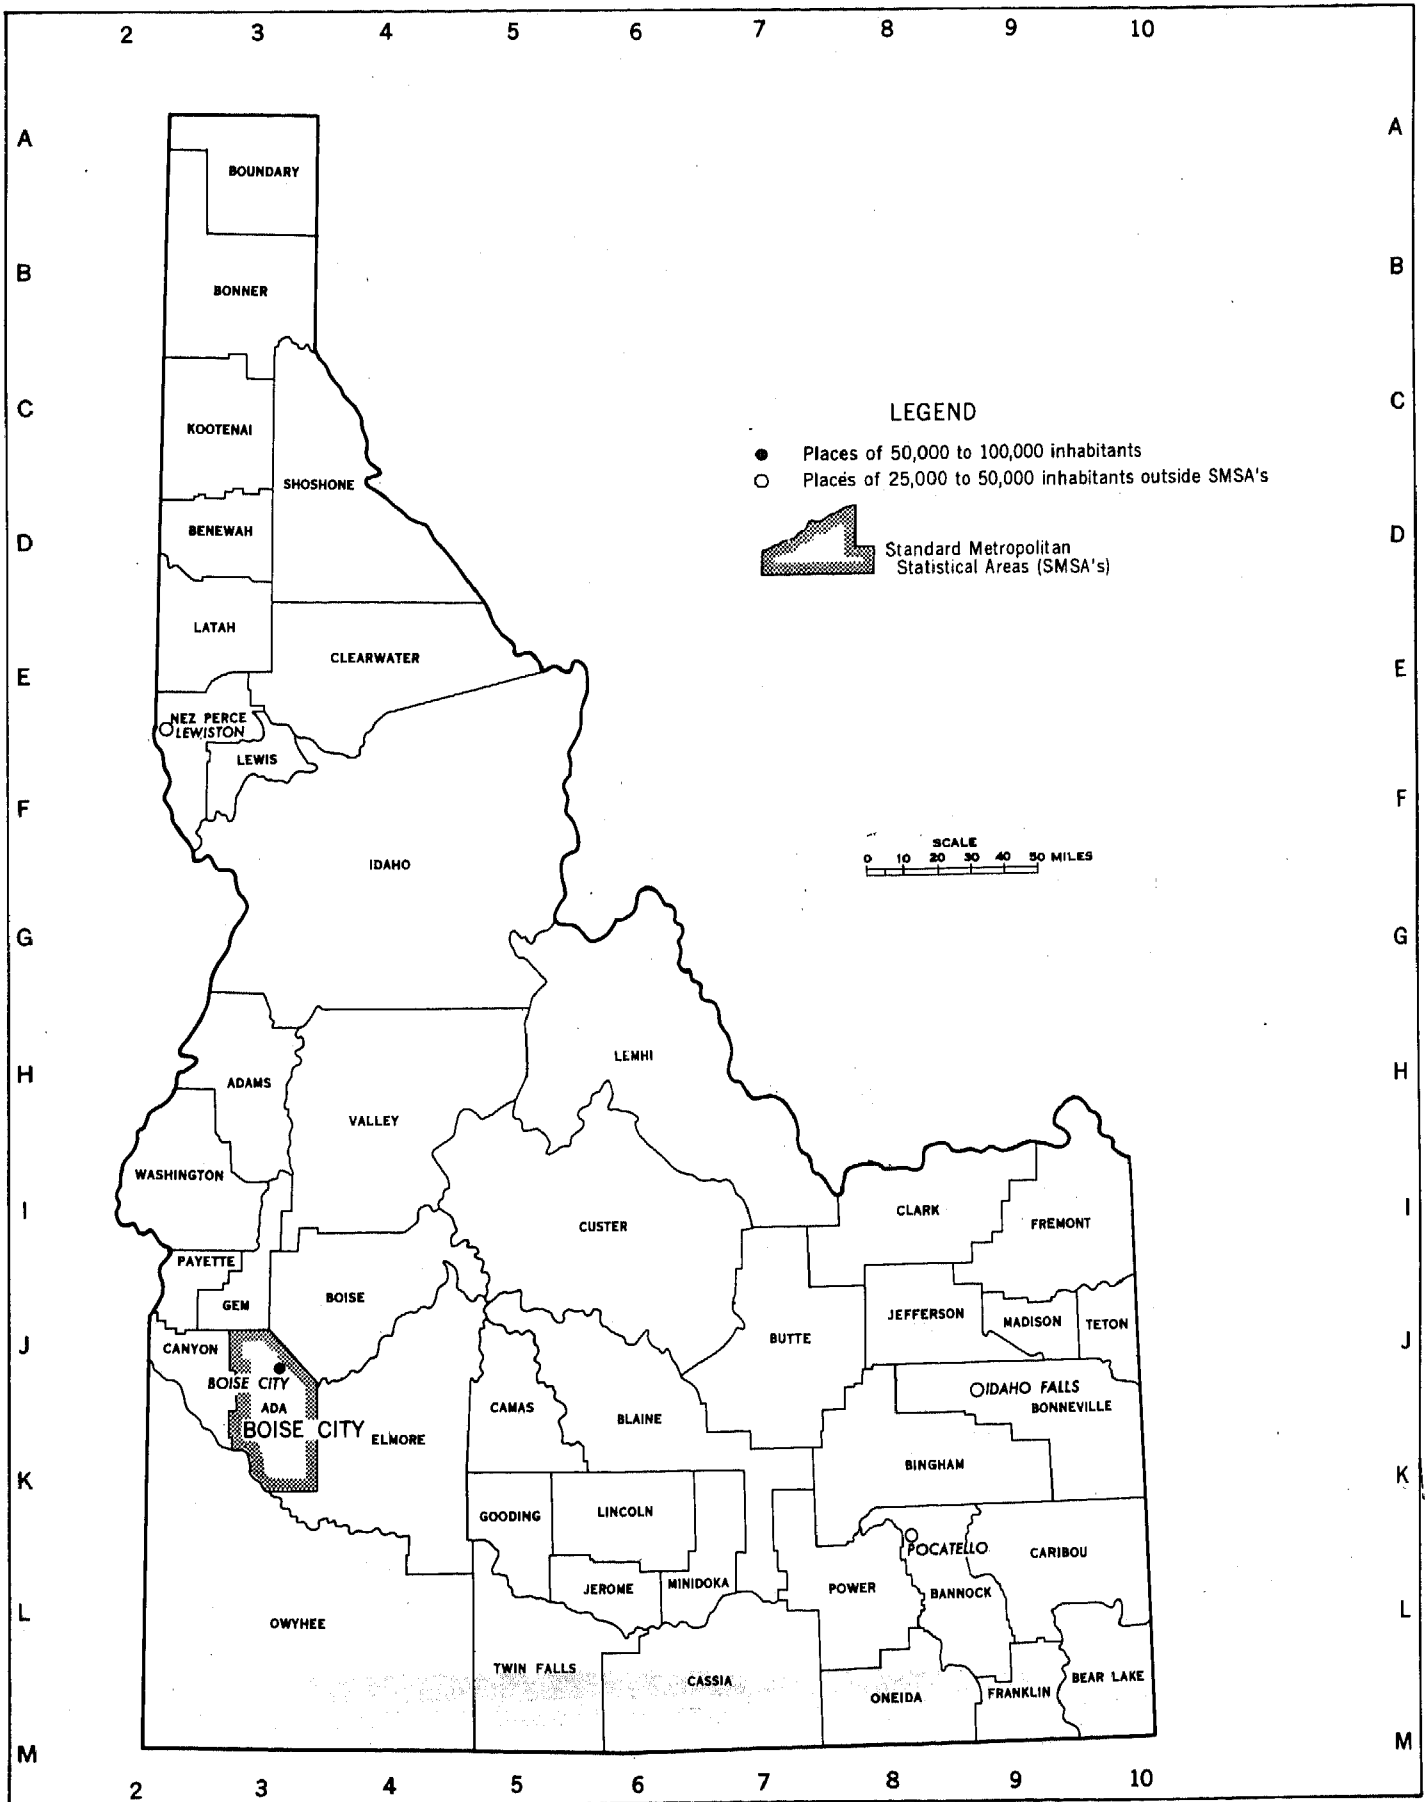 2 3 4 5 6 7 8 9 10
A A
BOUNDARY
B B
BONNER
C C
LEGEND
KOOTENAI
Places of 50,000 to 100,000 inhabitants
Places of 25,000 to 50,000 inhabitants outside SMSA's
SHOSHONE
BENEWAH
D D
Standard Metropolitan
Statistical Areas (SMSA's)
LATAH
CLEARWATER
E E
NEZ PERCE
LEWISTON
LEWIS
F F
SCALE
0 10 20 30 40 50 MILES
IDAHO
G G
LEMHI
H H
ADAMS
VALLEY
WASHINGTON
I I
CLARK
FREMONT
CUSTER
PAYETTE
BOISE
GEM
JEFFERSON
MADISON
TETON
BUTTE
J J
CANYON
BOISE CITY
IDAHO FALLS
BONNEVILLE
ADA
CAMAS
BLAINE
BOISE CITY
ELMORE
BINGHAM
K K
GOODING
LINCOLN
POCATELLO
CARIBOU
JEROME
MINIDOKA
POWER
BANNOCK
L L
OWYHEE
TWIN FALLS
CASSIA
BEAR LAKE
ONEIDA
FRANKLIN
M M
2 3 4 5 6 7 8 9 10